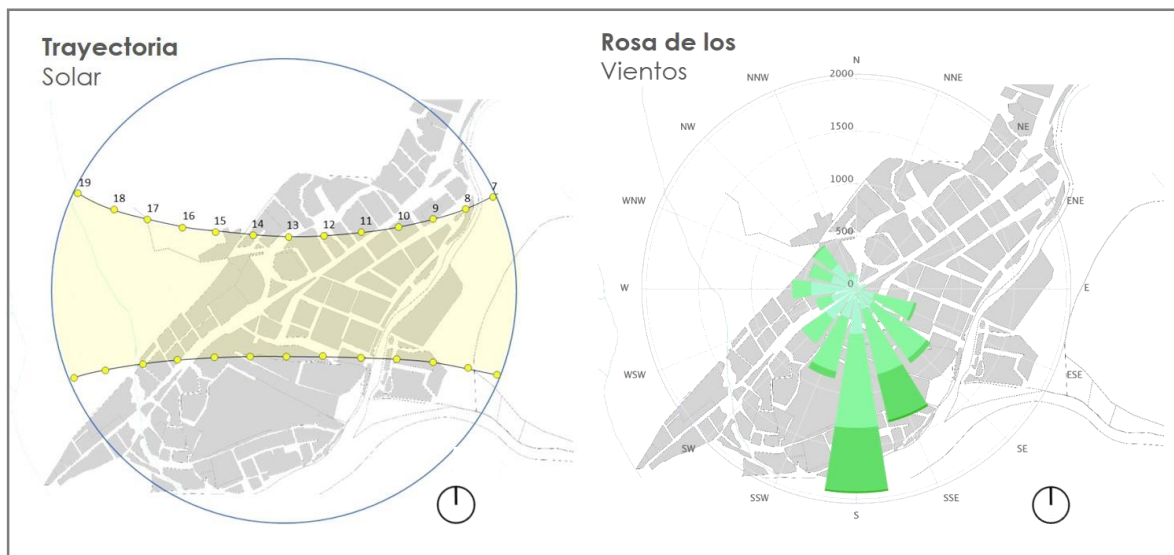 Trayectoria
Solar
19
18
17
16
15
14
13
12
11
10
9
8
7
Rosa de los
Vientos
N
NNE
NE
ENE
E
ESE
SE
SSE
S
SSW
SW
WSW
W
WNW
NW
NNW
2000
1500
1000
500
0